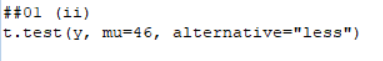 ##01 (ii)
t.test(y, mu=46, alternative="less")